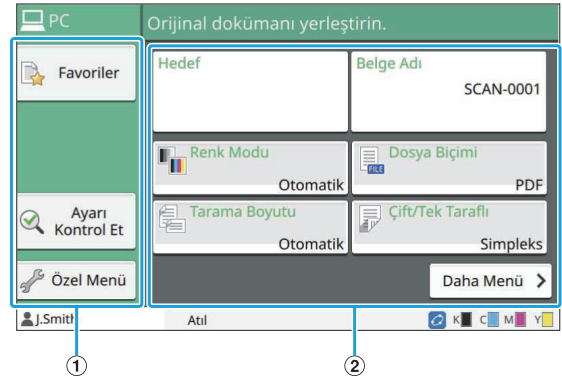 PC
Orijinal dokümanı yerleştirin.
Favoriler
Hedef
Belge Adı
SCAN-0001
Renk Modu
Otomatik
Dosya Biçimi
FILE
PDF
Ayarı
Kontrol Et
Tarama Boyutu
Otomatik
Çift/Tek Taraflı
Simpleks
Özel Menü
Daha Menü
J.Smith
Atıl
K C M Y
1
2